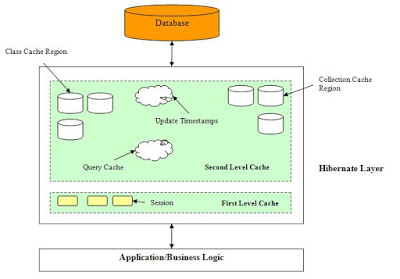 Database
Class Cache Region
Collection Cache
Region
Update Timestamps
Query Cache
Second Level Cache
Hibernate Layer
Session
First Level Cache
Application/Business Logic